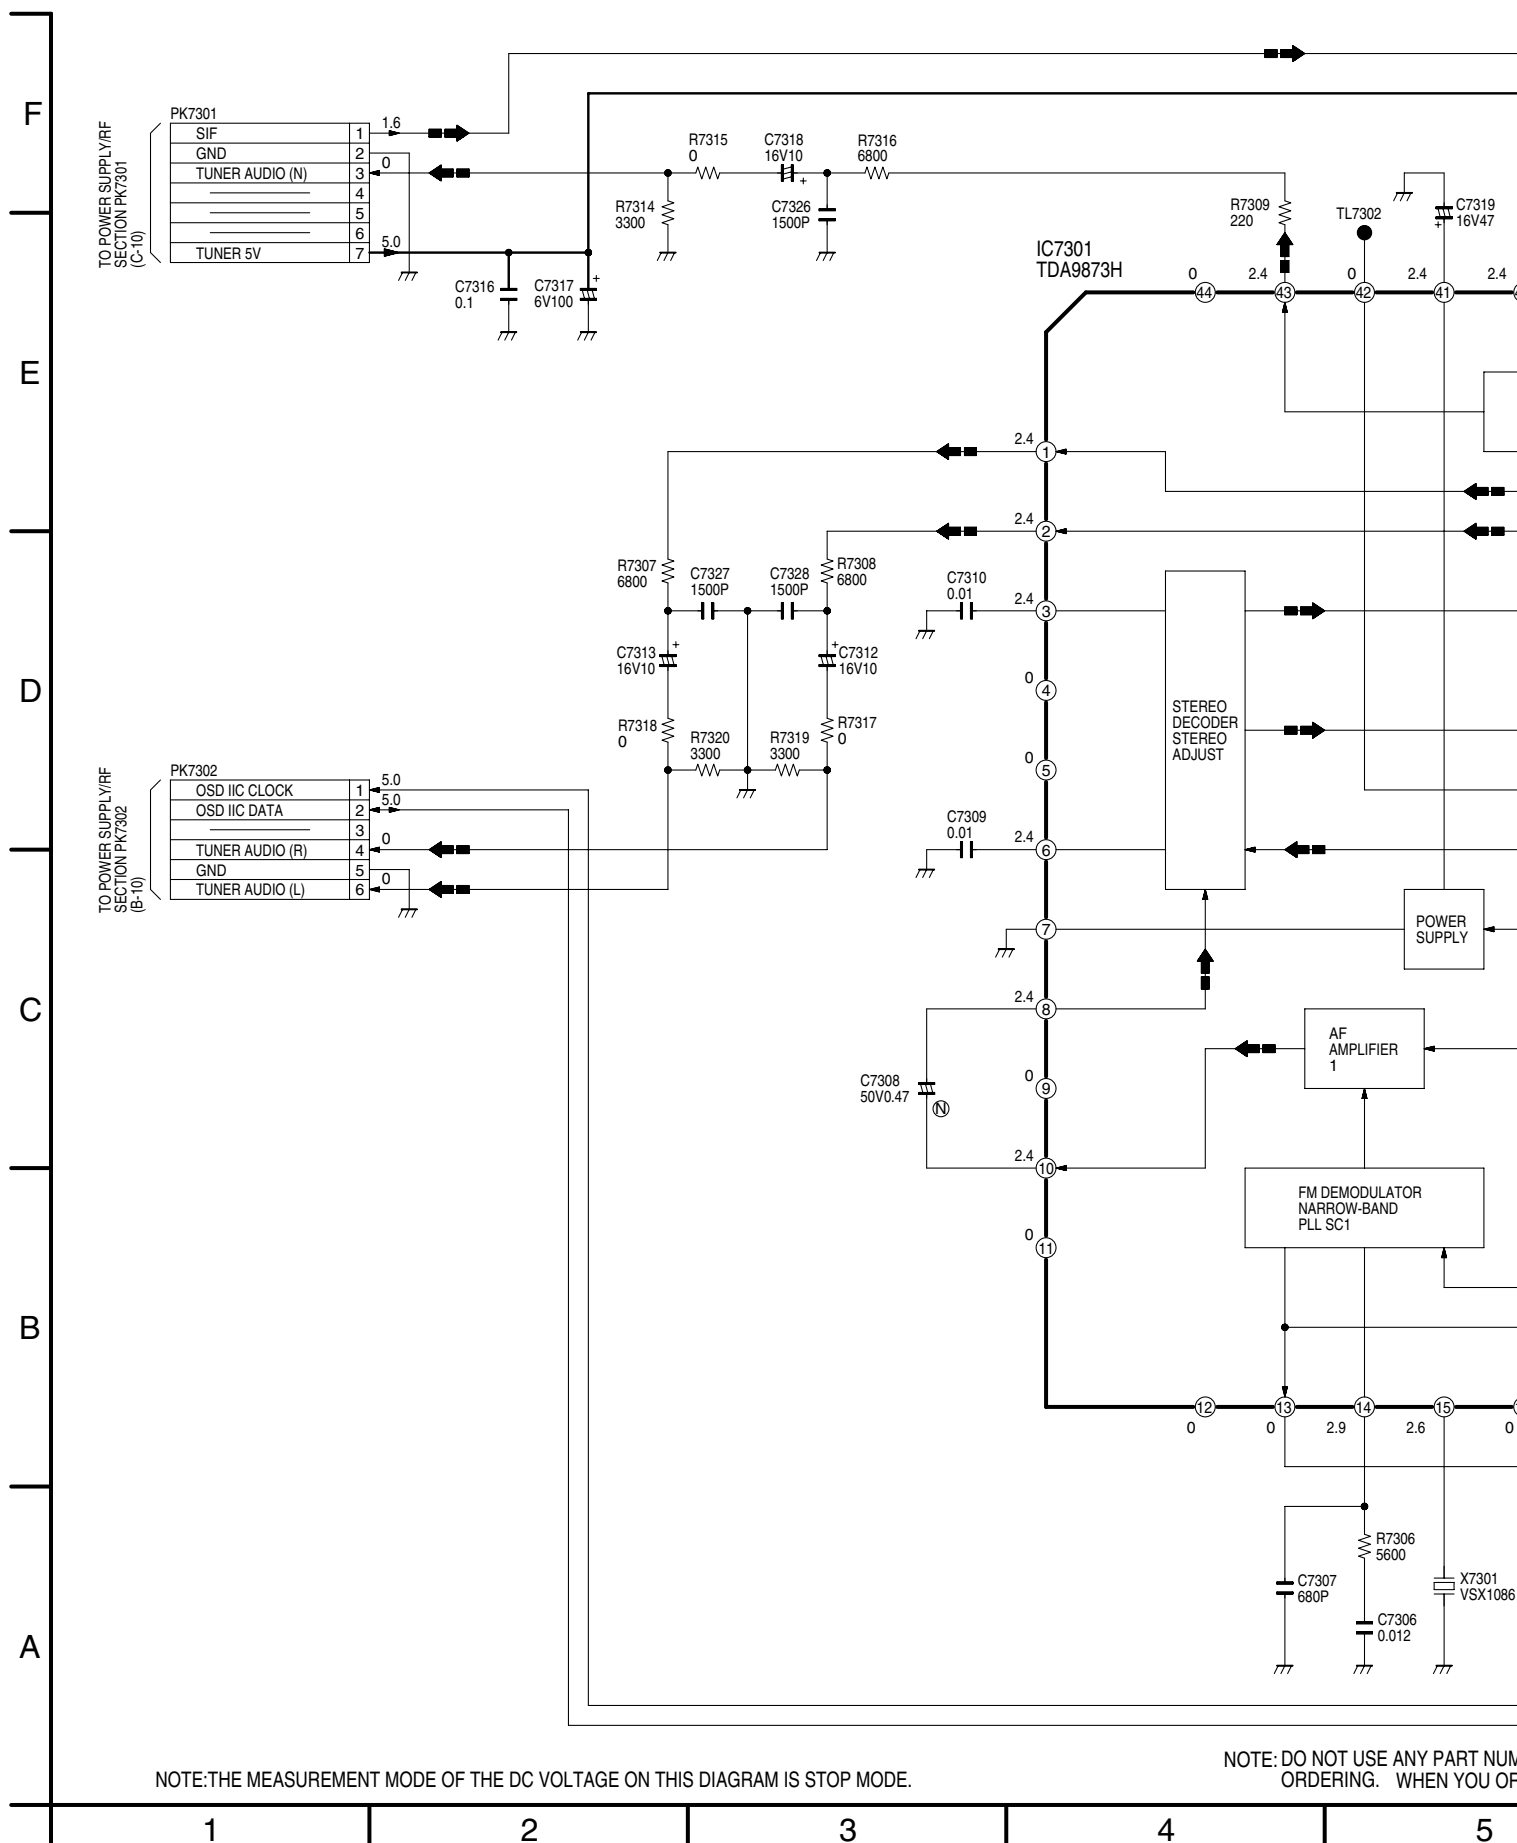 F
E
D
C
B
A
TO POWER SUPPLY/RF
SECTION PK7301
(C-10)
PK7301
SIF 1
GND 2
TUNER AUDIO (N) 3
4
5
6
TUNER 5V 7
1.6
0
5.0
C7316
0.1
C7317
6V100
+
R7315
0
C7318
16V10
+
R7316
6800
R7314
3300
C7326
1500P
R7309
220
TL7302
C7319
16V47
+
IC7301
TDA9873H
0
2.4
0
2.4
2.4
44
43
42
41
2.4
1
2.4
2
R7307
6800
C7327
1500P
C7328
1500P
R7308
6800
C7310
0.01
2.4
3
C7313
16V10
+
C7312
16V10
+
0
4
R7318
0
R7320
3300
R7319
3300
R7317
0
0
5
STEREO
DECODER
STEREO
ADJUST
TO POWER SUPPLY/RF
SECTION PK7302
(B-10)
PK7302
OSD IIC CLOCK 1
OSD IIC DATA 2
3
TUNER AUDIO (R) 4
GND 5
TUNER AUDIO (L) 6
5.0
5.0
0
0
C7309
0.01
2.4
6
7
POWER
SUPPLY
2.4
8
AF
AMPLIFIER
1
C7308
50V0.47
N
0
9
2.4
10
FM DEMODULATOR
NARROW-BAND
PLL SC1
0
11
12
13
14
15
0
0
2.9
2.6
0
R7306
5600
C7307
680P
C7306
0.012
X7301
VSX1086
NOTE:THE MEASUREMENT MODE OF THE DC VOLTAGE ON THIS DIAGRAM IS STOP MODE.
NOTE: DO NOT USE ANY PART
ORDERING. WHEN YOU
1
2
3
4
5